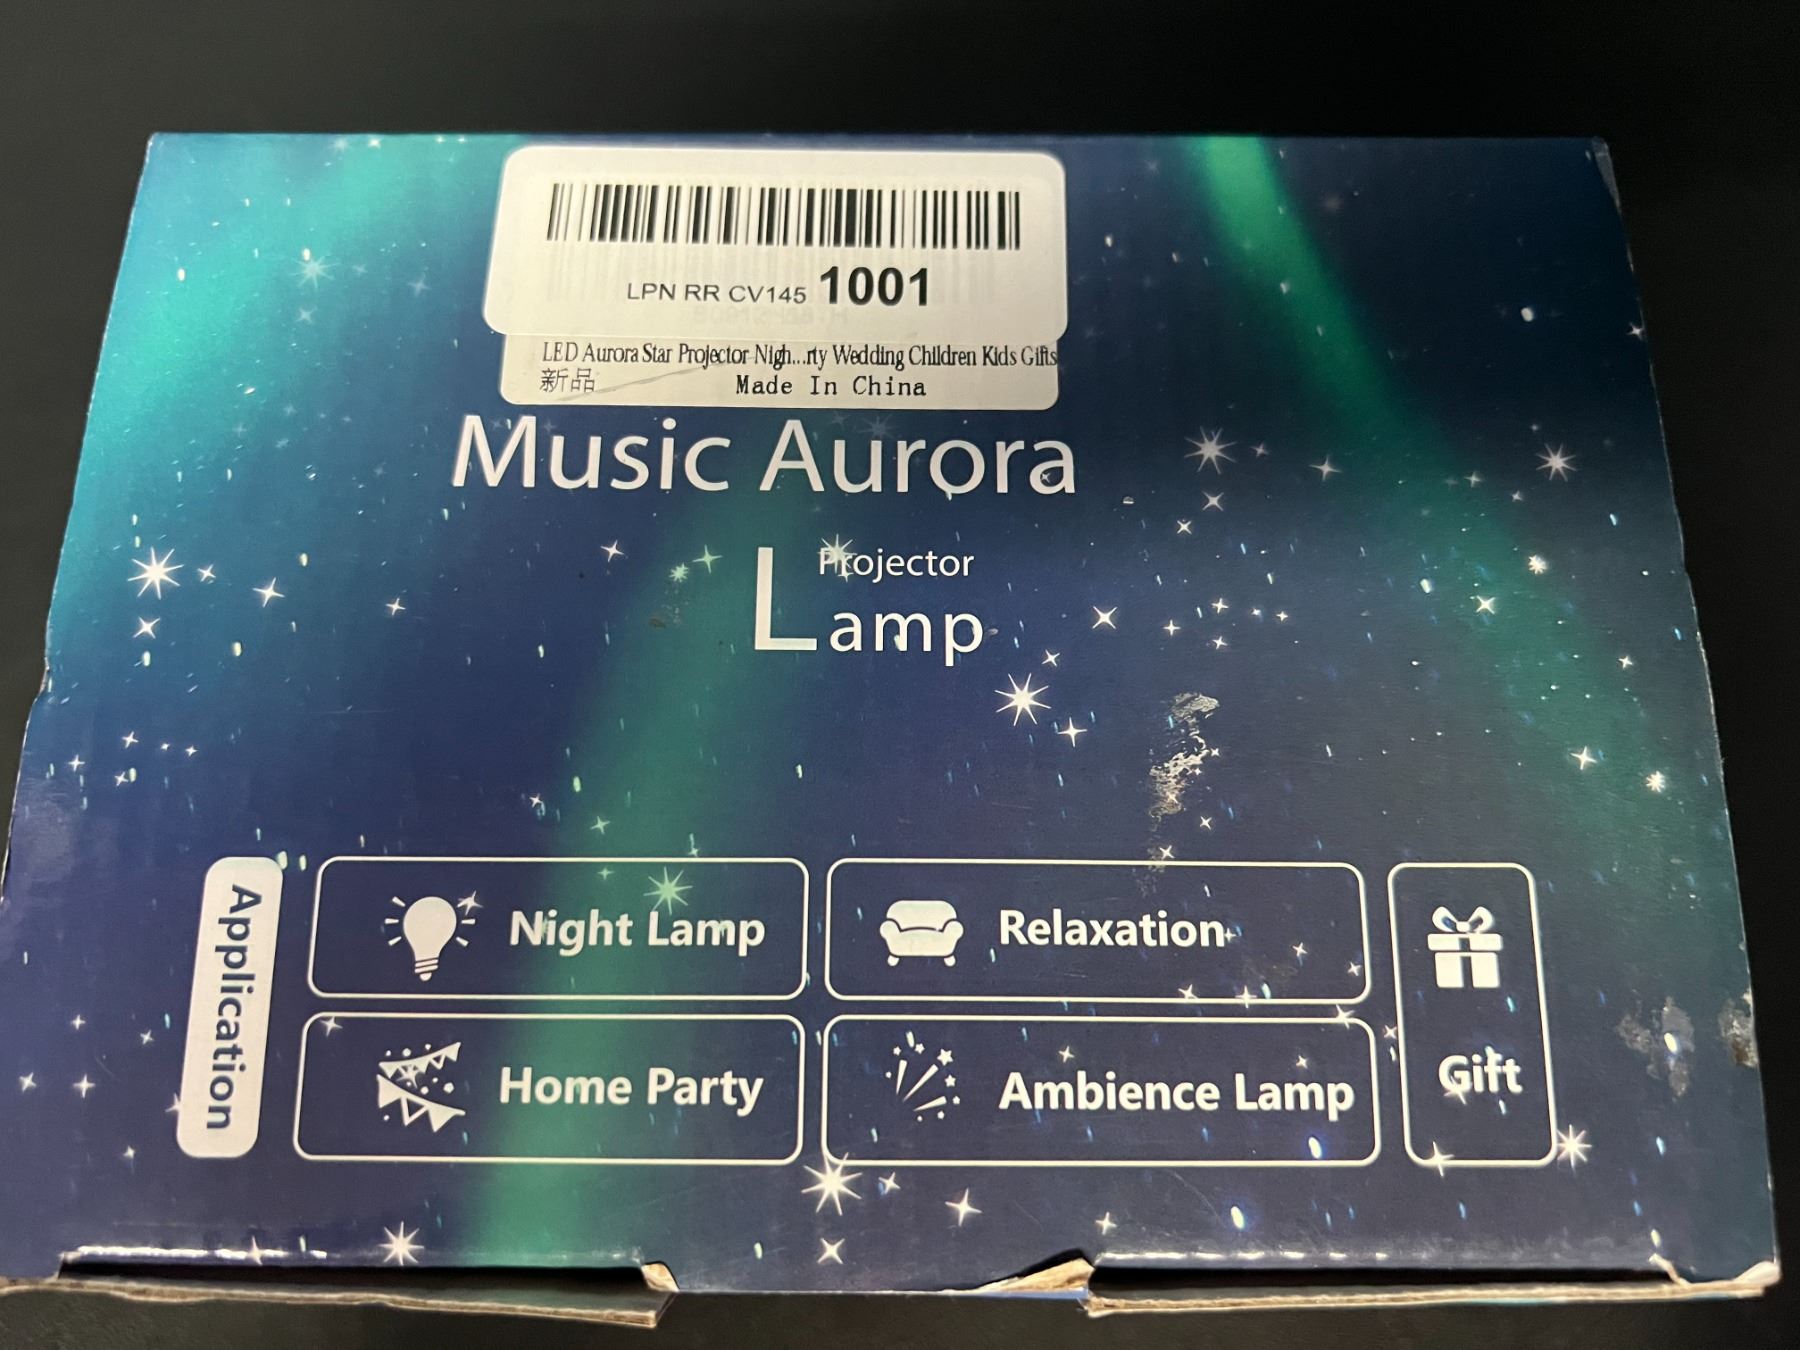 LPN RR CV145 1001
LED Aurora Star Projector Nigh...rty Wedding Children Kids Gifts
新品
Made In China
Music Aurora
Projector
Lamp
Application
Night Lamp
Relaxation
Home Party
Ambience Lamp
Gift